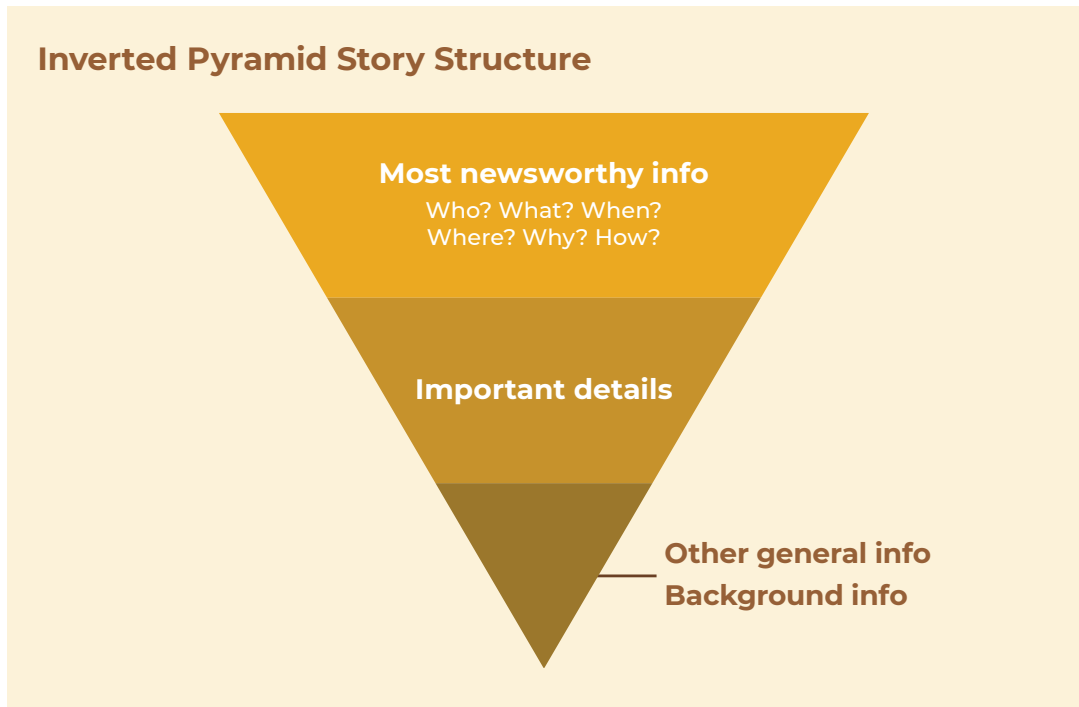 Inverted Pyramid Story Structure
Most newsworthy info
Who? What? When?
Where? Why? How?
Important details
Other general info
Background info